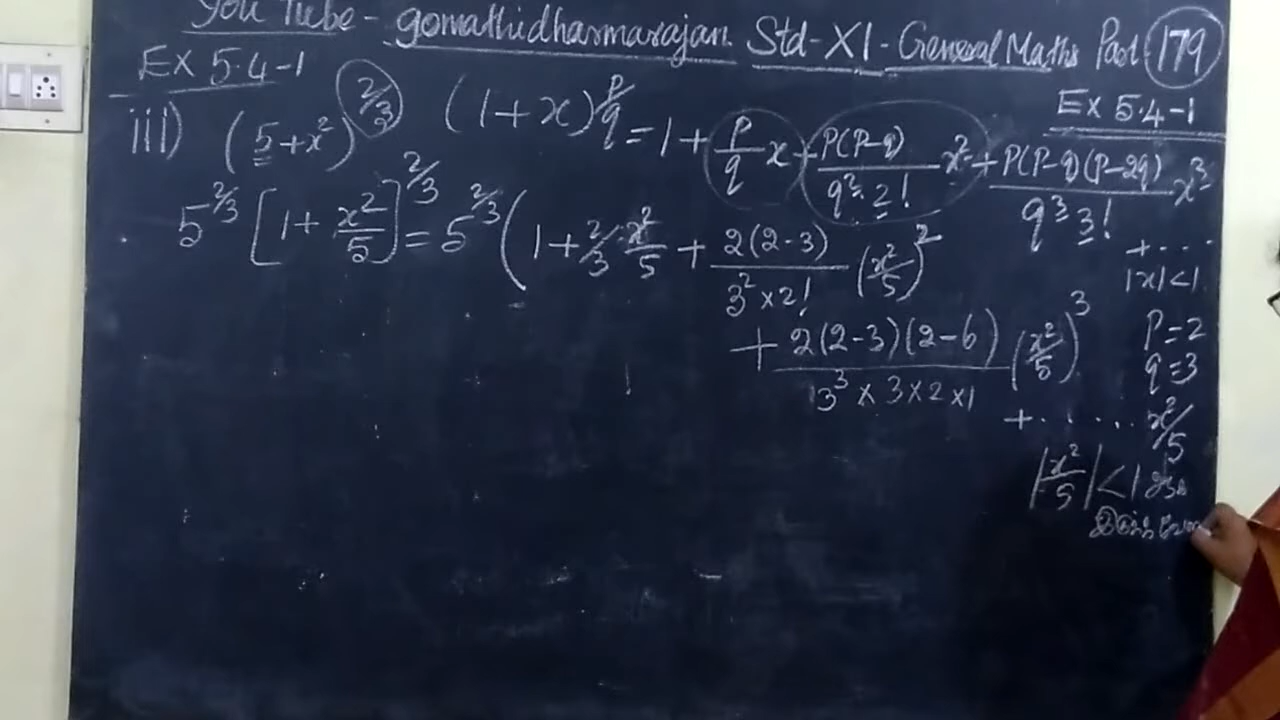 You Tube - gomathidharmarajan Std-XI-General Maths Part 179
Ex 5.4-1
Ex 5.4-1
iii) (5+x²)^2/3
(1+x)^p/q = 1 + p/q x + P(P-q)/q² 2! x² + P(P-q)(P-2q)/q³ 3! x³
+ ....
|x|<1
5^2/3 [1 + x²/5]^2/3 = 5^2/3 (1 + 2/3 · x²/5 + 2(2-3)/3² × 2! (x²/5)²
+ 2(2-3)(2-6)/3³ × 3 × 2 × 1 (x²/5)³
+ ......
P = 2
q = 3
x²/5
|x²/5| < 1